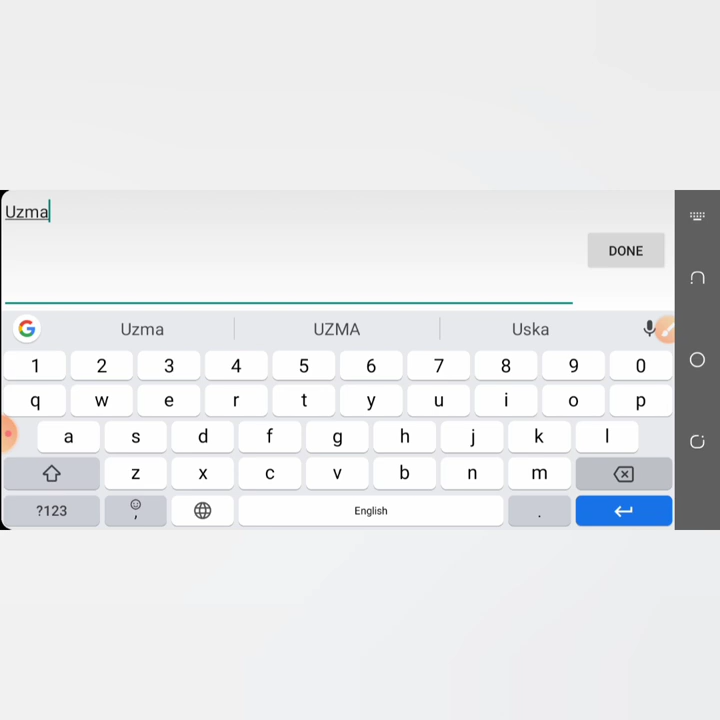 Uzma
DONE
Uzma UZMA Uska
1 2 3 4 5 6 7 8 9 0
q w e r t y u i o p
a s d f g h j k l
z x c v b n m
?123 , English .